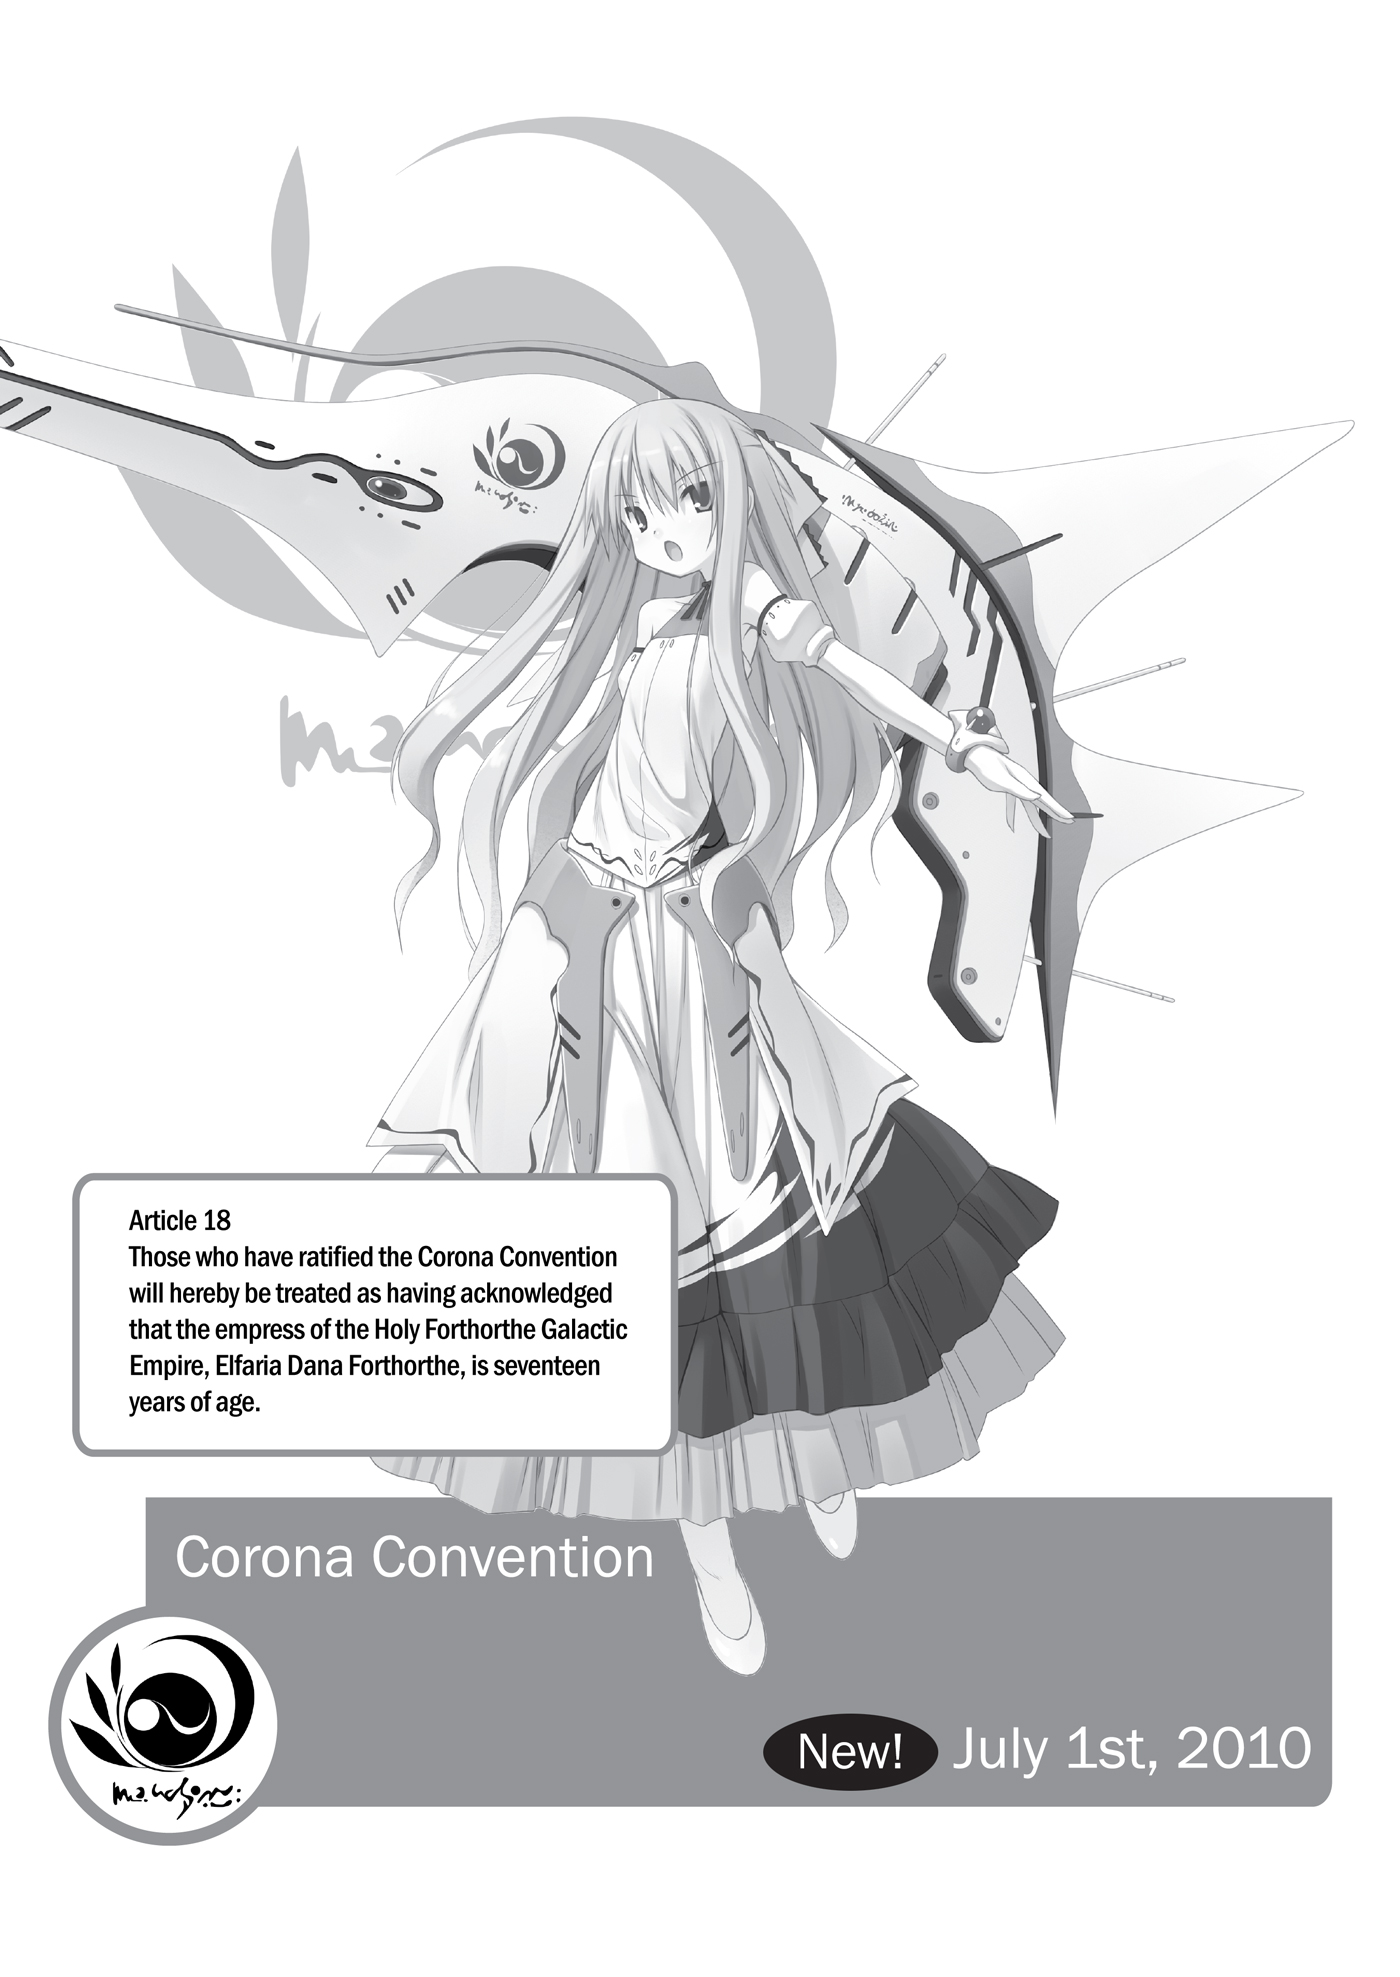 Article 18
Those who have ratified the Corona Convention
will hereby be treated as having acknowledged
that the empress of the Holy Forthorthe Galactic
Empire, Elfaria Dana Forthorthe, is seventeen
years of age.
Corona Convention
New! July 1st, 2010